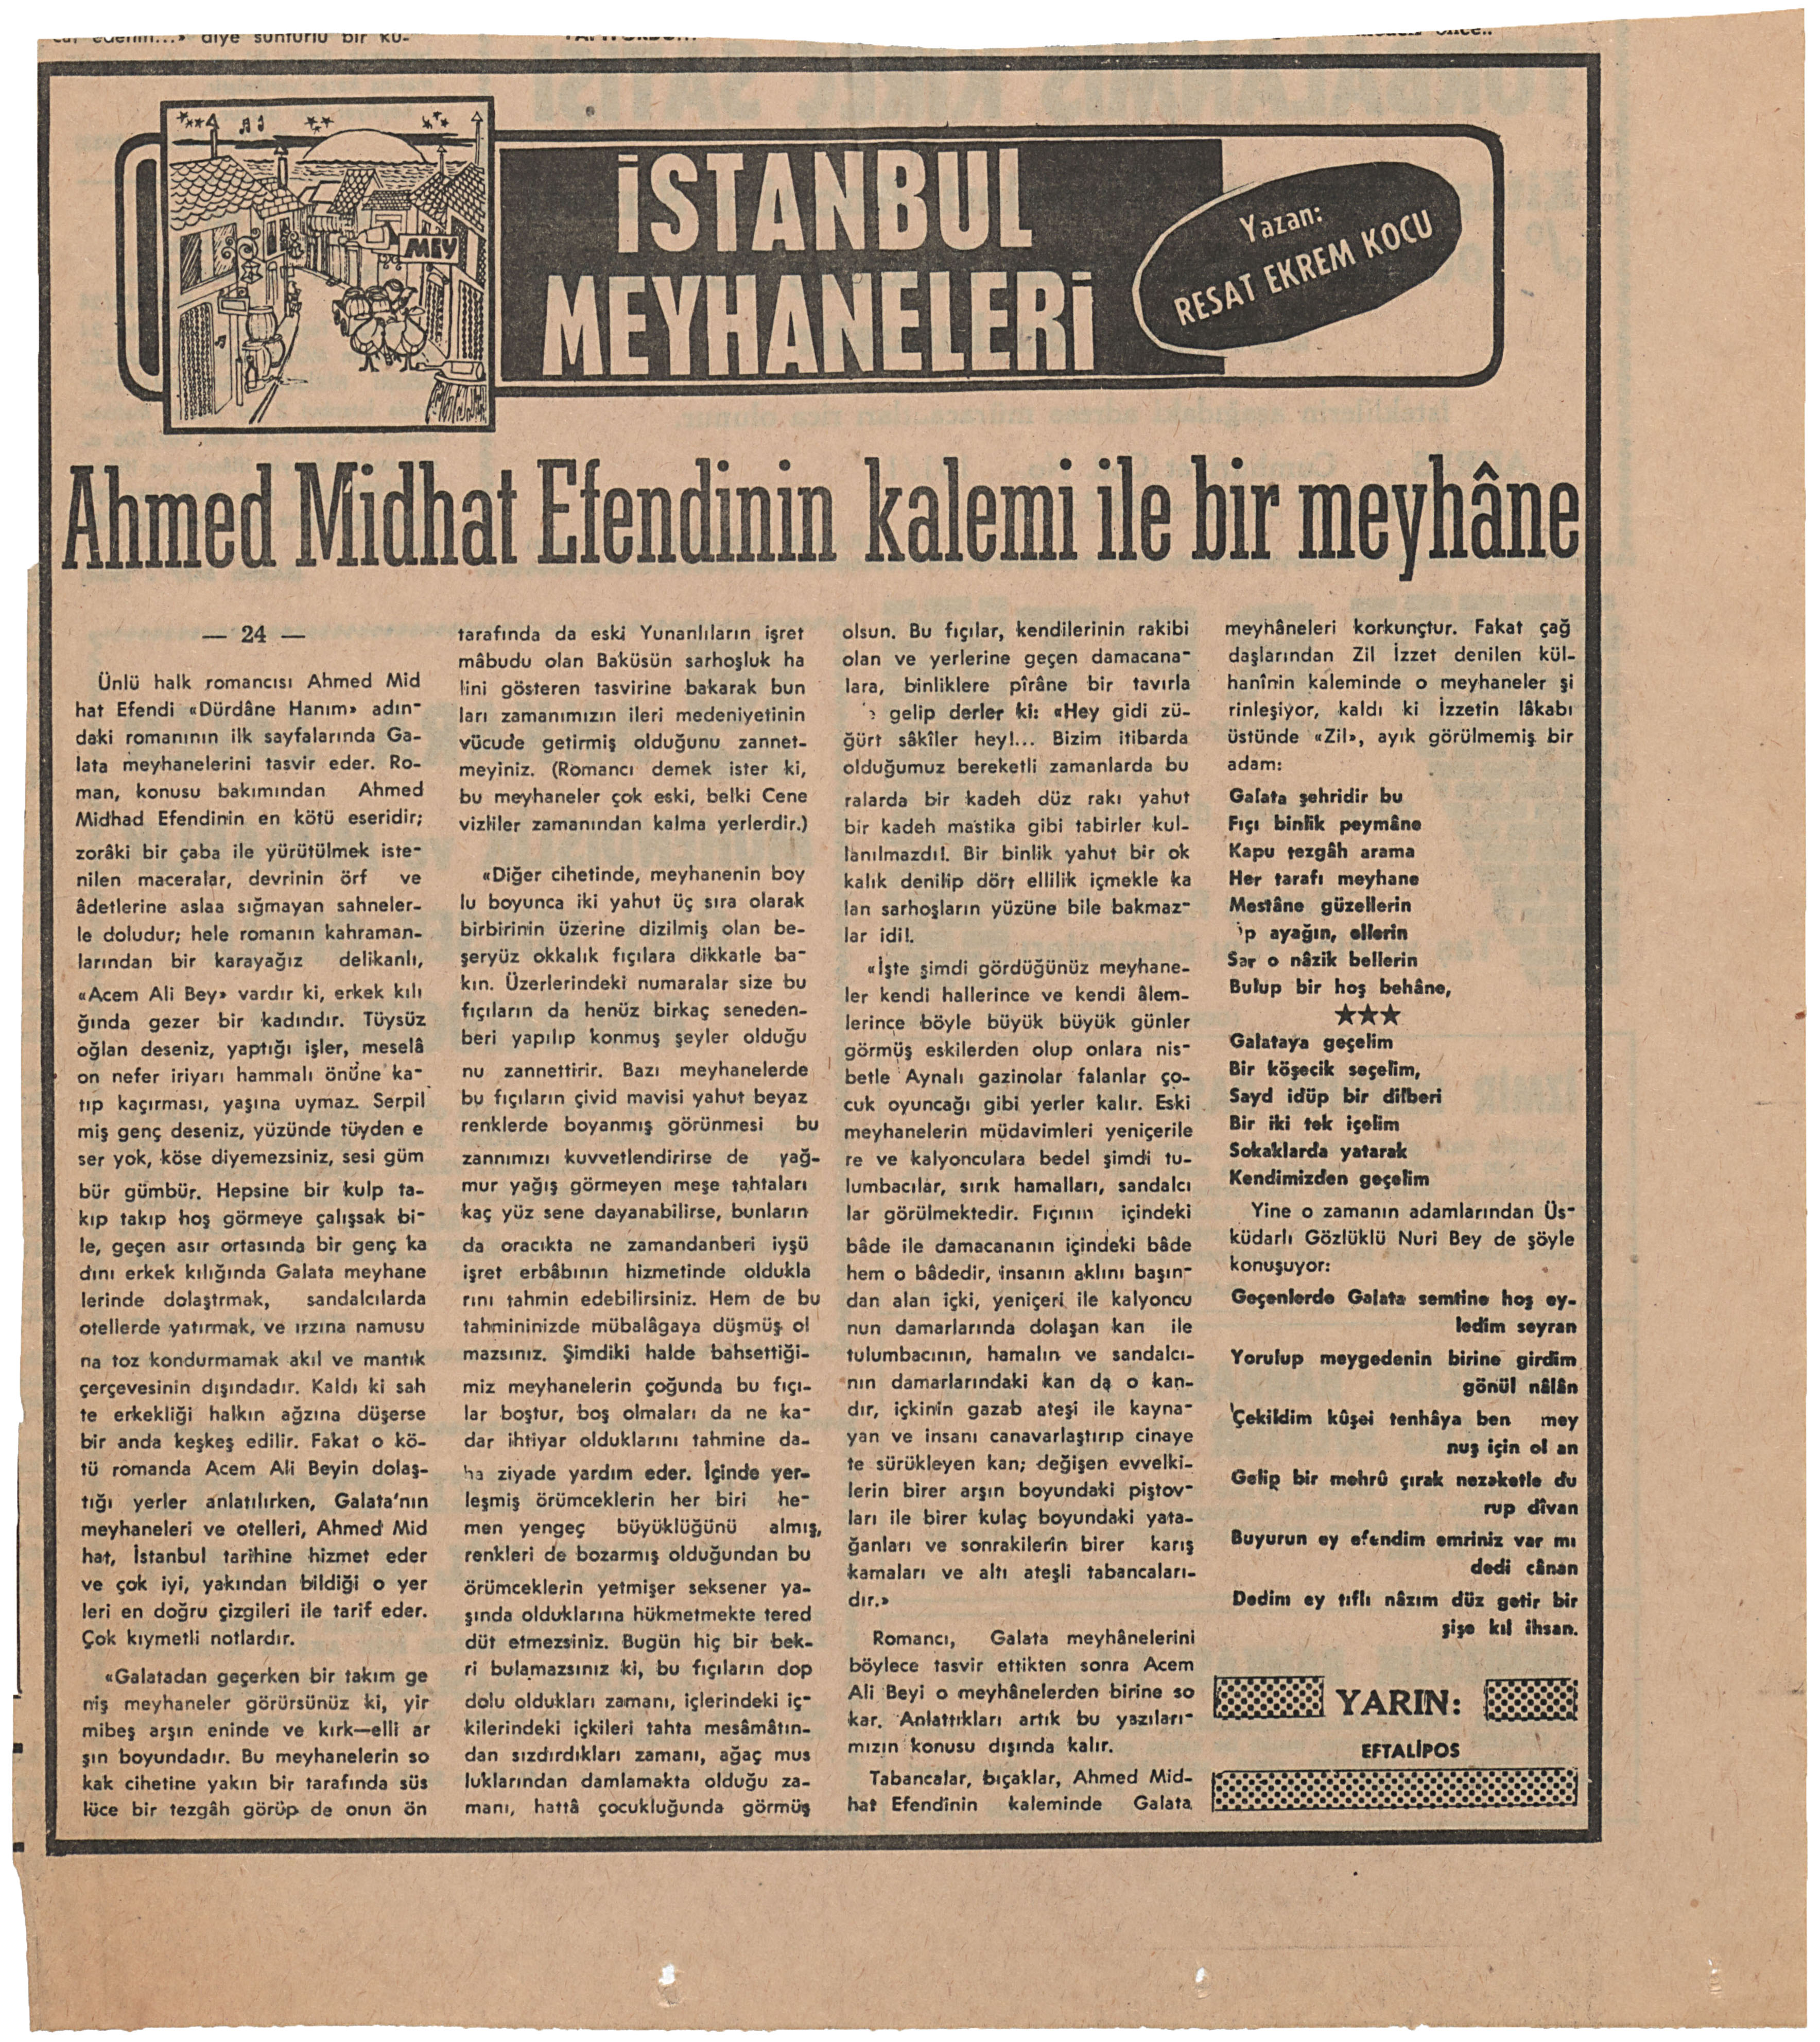 diye sunturlu bir ku-
MEY
İSTANBUL
MEYHANELERİ
Yazan:
RESAT EKREM KOCU
Ahmed Midhat Efendinin kalemi ile bir meyhâne
— 24 —
Ünlü halk romancısı Ahmed Mid
hat Efendi «Dürdâne Hanım» adın-
daki romanının ilk sayfalarında Ga-
lata meyhanelerini tasvir eder. Ro-
man, konusu bakımından Ahmed
Midhad Efendinin en kötü eseridir;
zorâki bir çaba ile yürütülmek iste-
nilen maceralar, devrinin örf ve
âdetlerine aslaa sığmayan sahneler-
le doludur; hele romanın kahraman-
larından bir karayağız delikanlı,
«Acem Ali Bey» vardır ki, erkek kılı
ğında gezer bir kadındır. Tüysüz
oğlan deseniz, yaptığı işler, meselâ
on nefer iriyarı hammalı önüne ka-
tıp kaçırması, yaşına uymaz. Serpil
miş genç deseniz, yüzünde tüyden e
ser yok, köse diyemezsiniz, sesi güm
bür gümbür. Hepsine bir kulp ta-
kıp takıp hoş görmeye çalışsak bi-
le, geçen asır ortasında bir genç ka
dını erkek kılığında Galata meyhane
lerinde dolaştrmak, sandalcılarda
otellerde yatırmak, ve ırzına namusu
na toz kondurmamak akıl ve mantık
çerçevesinin dışındadır. Kaldı ki sah
te erkekliği halkın ağzına düşerse
bir anda keşkeş edilir. Fakat o kö-
tü romanda Acem Ali Beyin dolaş-
tığı yerler anlatılırken, Galata'nın
meyhaneleri ve otelleri, Ahmed Mid
hat, İstanbul tarihine hizmet eder
ve çok iyi, yakından bildiği o yer
leri en doğru çizgileri ile tarif eder.
Çok kıymetli notlardır.
«Galatadan geçerken bir takım ge
niş meyhaneler görürsünüz ki, yir
mibeş arşın eninde ve kırk—elli ar
şın boyundadır. Bu meyhanelerin so
kak cihetine yakın bir tarafında süs
lüce bir tezgâh görüp de onun ön
tarafında da eski Yunanlıların işret
mâbudu olan Baküsün sarhoşluk ha
lini gösteren tasvirine bakarak bun
ları zamanımızın ileri medeniyetinin
vücude getirmiş olduğunu zannet-
meyiniz. (Romancı demek ister ki,
bu meyhaneler çok eski, belki Cene
vizliler zamanından kalma yerlerdir.)
«Diğer cihetinde, meyhanenin boy
lu boyunca iki yahut üç sıra olarak
birbirinin üzerine dizilmiş olan be-
şeryüz okkalık fıçılara dikkatle ba-
kın. Üzerlerindeki numaralar size bu
fıçıların da henüz birkaç seneden-
beri yapılıp konmuş şeyler olduğu
nu zannettirir. Bazı meyhanelerde
bu fıçıların çivid mavisi yahut beyaz
renklerde boyanmış görünmesi bu
zannımızı kuvvetlendirirse de yağ-
mur yağış görmeyen meşe tahtaları
kaç yüz sene dayanabilirse, bunların
da oracıkta ne zamandanberi iyşü
işret erbâbının hizmetinde oldukla
rını tahmin edebilirsiniz. Hem de bu
tahmininizde mübalâgaya düşmüş ol
mazsınız. Şimdiki halde bahsettiği-
miz meyhanelerin çoğunda bu fıçı-
lar boştur, boş olmaları da ne ka-
dar ihtiyar olduklarını tahmine da-
ha ziyade yardım eder. İçinde yer-
leşmiş örümceklerin her biri he-
men yengeç büyüklüğünü almış,
renkleri de bozarmış olduğundan bu
örümceklerin yetmişer seksener ya-
şında olduklarına hükmetmekte tered
düt etmezsiniz. Bugün hiç bir bek-
ri bulamazsınız ki, bu fıçıların dop
dolu oldukları zamanı, içlerindeki iç-
kilerindeki içkileri tahta mesâmâtın-
dan sızdırdıkları zamanı, ağaç mus
luklarından damlamakta olduğu za-
manı, hattâ çocukluğunda görmüş
olsun. Bu fıçılar, kendilerinin rakibi
olan ve yerlerine geçen damacana-
lara, binliklere pîrâne bir tavırla
gelip derler ki: «Hey gidi zü-
ğürt sâkîler hey!... Bizim itibarda
olduğumuz bereketli zamanlarda bu
ralarda bir kadeh düz rakı yahut
bir kadeh mastika gibi tabirler kul-
lanılmazdı!. Bir binlik yahut bir ok
kalık denilip dört ellilik içmekle ka
lan sarhoşların yüzüne bile bakmaz-
lar idi!.
«İşte şimdi gördüğünüz meyhane-
ler kendi hallerince ve kendi âlem-
lerince böyle büyük büyük günler
görmüş eskilerden olup onlara nis-
betle Aynalı gazinolar falanlar ço-
cuk oyuncağı gibi yerler kalır. Eski
meyhanelerin müdavimleri yeniçerile
re ve kalyonculara bedel şimdi tu-
lumbacılar, sırık hamalları, sandalcı
lar görülmektedir. Fıçının içindeki
bâde ile damacananın içindeki bâde
hem o bâdedir, insanın aklını başın-
dan alan içki, yeniçeri ile kalyoncu
nun damarlarında dolaşan kan ile
tulumbacının, hamalın ve sandalcı-
nın damarlarındaki kan da o kan-
dır, içkinin gazab ateşi ile kayna-
yan ve insanı canavarlaştırıp cinaye
te sürükleyen kan; değişen evvelki-
lerin birer arşın boyundaki piştov-
ları ile birer kulaç boyundaki yata-
ğanları ve sonrakilerin birer karış
kamaları ve altı ateşli tabancaları-
dır.»
Romancı, Galata meyhânelerini
böylece tasvir ettikten sonra Acem
Ali Beyi o meyhânelerden birine so
kar. Anlattıkları artık bu yazıları-
mızın konusu dışında kalır.
Tabancalar, bıçaklar, Ahmed Mid-
hat Efendinin kaleminde Galata
meyhâneleri korkunçtur. Fakat çağ
daşlarından Zil İzzet denilen kül-
hanînin kaleminde o meyhaneler şi
rinleşiyor, kaldı ki İzzetin lâkabı
üstünde «Zil», ayık görülmemiş bir
adam:
Galata şehridir bu
Fıçı binlik peymâne
Kapu tezgâh arama
Her tarafı meyhane
Mestâne güzellerin
ayağın, ellerin
Sar o nâzik bellerin
Bulup bir hoş behâne,
★★★
Galataya geçelim
Bir köşecik seçelim,
Sayd idüp bir dilberi
Bir iki tek içelim
Sokaklarda yatarak
Kendimizden geçelim
Yine o zamanın adamlarından Üs-
küdarlı Gözlüklü Nuri Bey de şöyle
konuşuyor:
Geçenlerde Galata semtine hoş ey-
ledim seyran
Yorulup meygedenin birine girdim
gönül nâlân
Çekildim kûşei tenhâya ben mey
nuş için ol an
Gelip bir mehrû çırak nezaketle du
rup dîvan
Buyurun ey efendim emriniz var mı
dedi cânan
Dedim ey tıflı nâzım düz getir bir
şişe kıl ihsan.
YARIN:
EFTALİPOS